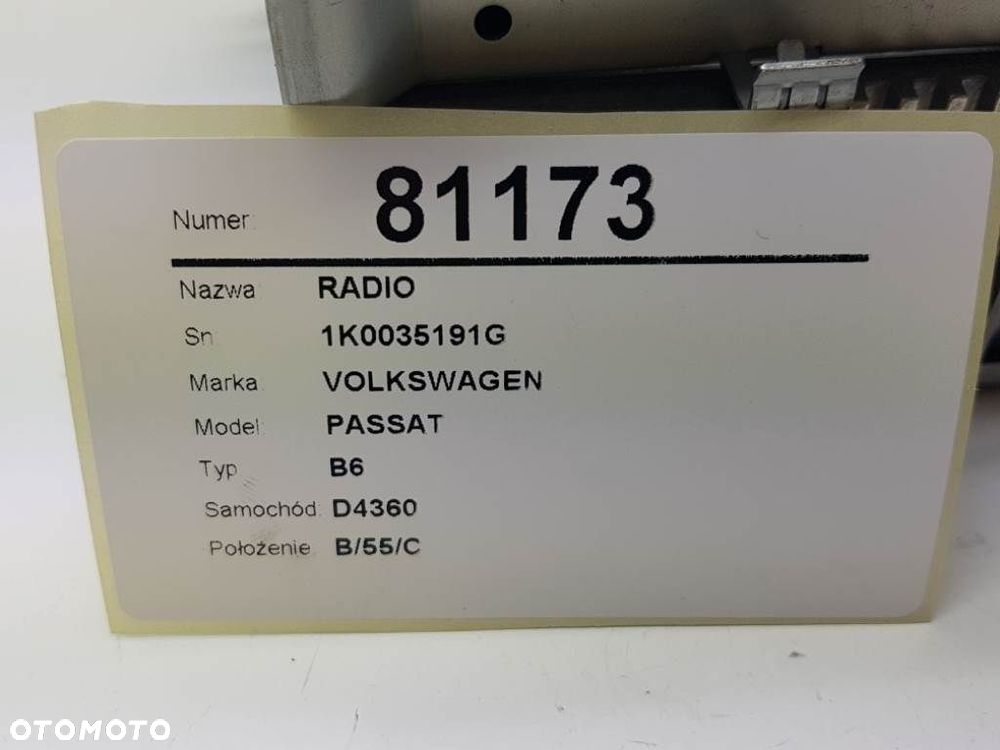 Numer: 81173
Nazwa RADIO
Sn 1K0035191G
Marka VOLKSWAGEN
Model: PASSAT
Typ B6
Samochód: D4360
Położenie B/55/C
OTOMOTO